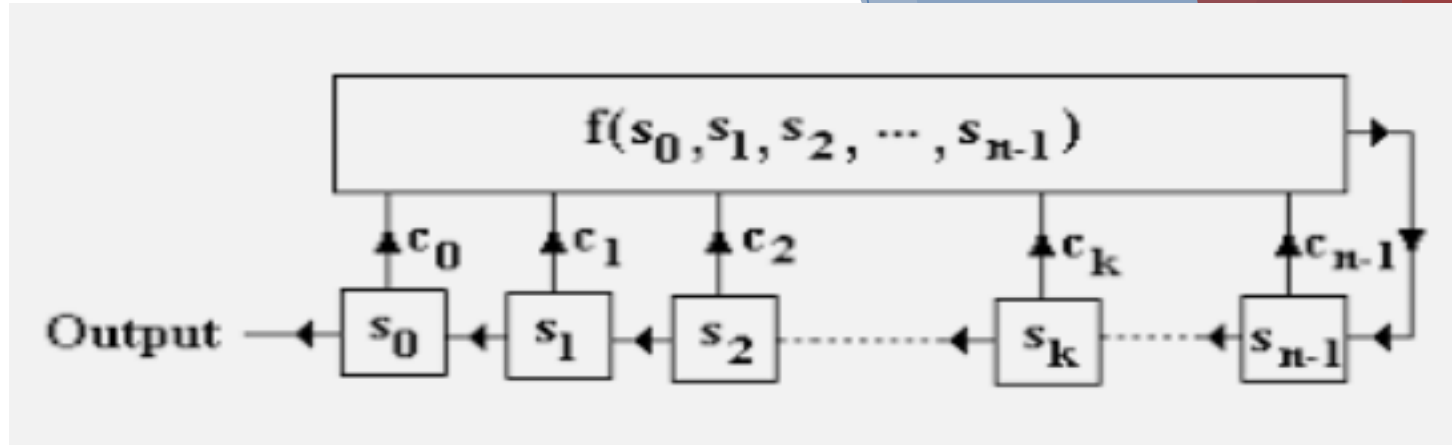 f(s₀,s₁,s₂,...,sₙ₋₁)
c₀ c₁ c₂ cₖ cₙ₋₁
Output s₀ s₁ s₂ sₖ sₙ₋₁